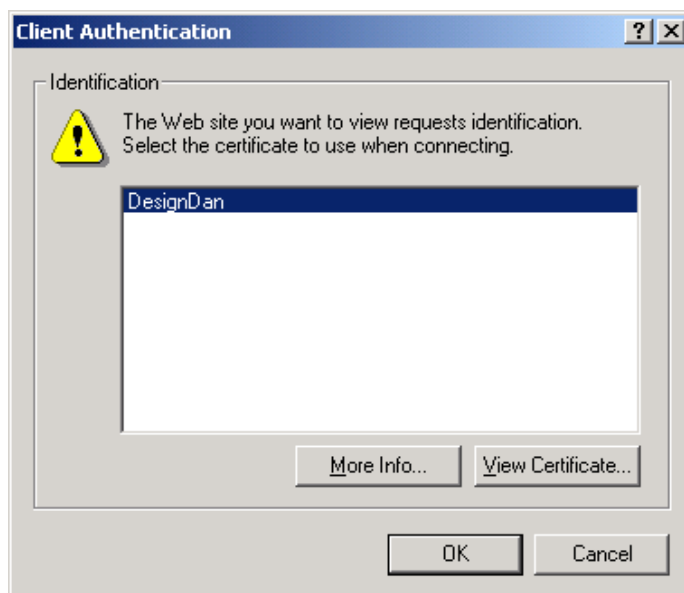 Client Authentication
Identification
The Web site you want to view requests identification.
Select the certificate to use when connecting.
DesignDan
More Info...
View Certificate...
OK
Cancel